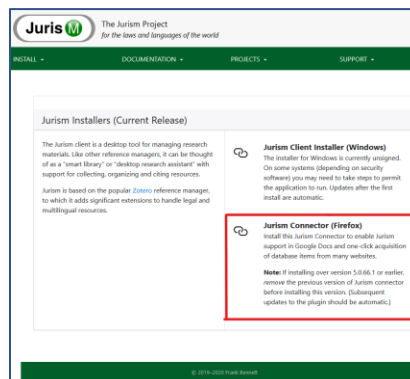 Juris M
The Jurism Project
for the laws and languages of the world
INSTALL
DOCUMENTATION
PROJECTS
SUPPORT
Jurism Installers (Current Release)
The Jurism client is a desktop tool for managing research
materials. Like other reference managers, it can be thought
of as a "smart library" or "desktop research assistant" with
support for collecting, organizing and citing resources.
Jurism is based on the popular Zotero reference manager,
to which it adds significant extensions to handle legal and
multilingual resources.
Jurism Client Installer (Windows)
The installer for Windows is currently unsigned.
On some systems (depending on security
software) you may need to take steps to permit
the application to run. Updates after the first
install are automatic.
Jurism Connector (Firefox)
Install this Jurism Connector to enable Jurism
support in Google Docs and one-click acquisition
of database items from many websites.
Note: If installing over version 5.0.66.1 or earlier,
remove the previous version of Jurism connector
before installing this version. (Subsequent
updates to the plugin should be automatic.)
© 2016-2020 Frank Bennett